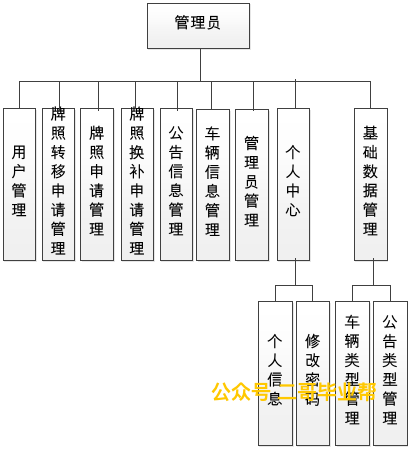 管理员
用户管理
牌照转移申请管理
牌照申请管理
牌照换补申请管理
公告信息管理
车辆信息管理
管理员管理
个人中心
基础数据管理
个人信息
修改密码
车辆类型管理
公告类型管理
公众号 二哥毕业帮